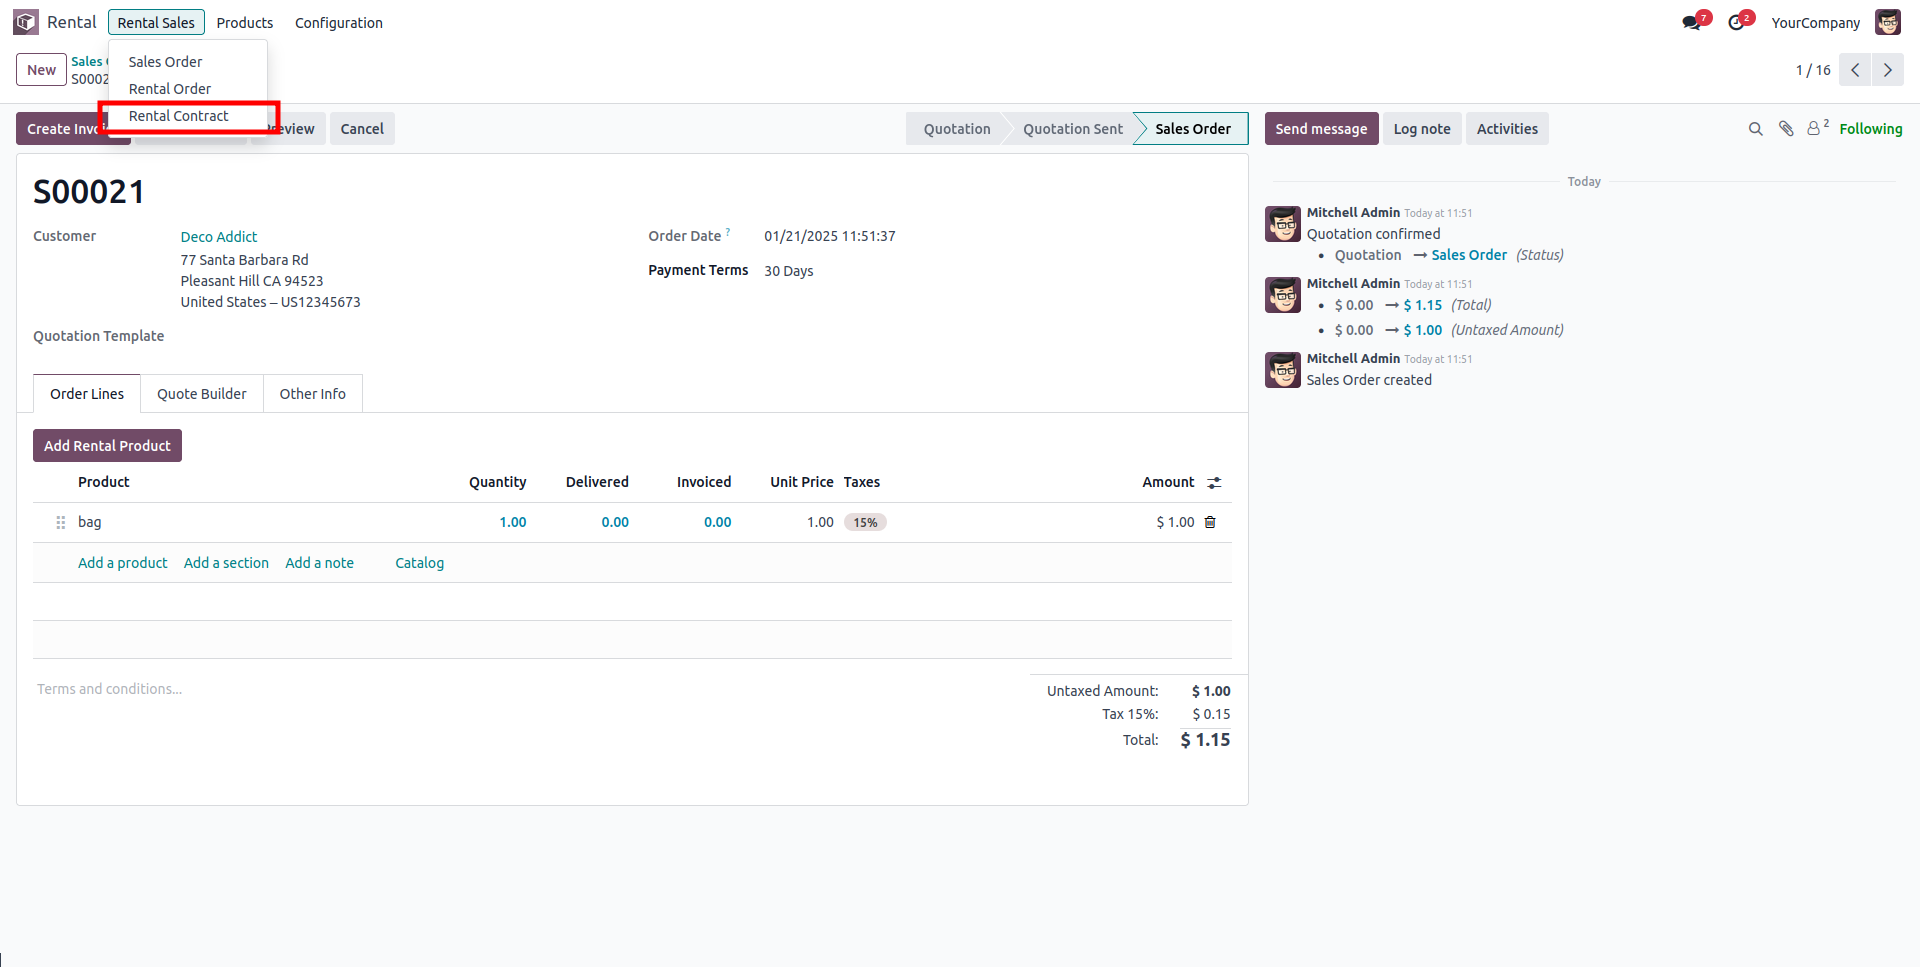 Rental Rental Sales Products Configuration 7 2 YourCompany
Sales Order
Rental Order
Rental Contract
New Sales
S0002
1 / 16
Create Invoi review Cancel Quotation Quotation Sent Sales Order Send message Log note Activities 2 Following
S00021
Customer Deco Addict
77 Santa Barbara Rd
Pleasant Hill CA 94523
United States – US12345673
Order Date ? 01/21/2025 11:51:37
Payment Terms 30 Days
Quotation Template
Order Lines Quote Builder Other Info
Add Rental Product
Product Quantity Delivered Invoiced Unit Price Taxes Amount
bag 1.00 0.00 0.00 1.00 15% $ 1.00
Add a product Add a section Add a note Catalog
Terms and conditions...
Untaxed Amount: $ 1.00
Tax 15%: $ 0.15
Total: $ 1.15
Today
Mitchell Admin Today at 11:51
Quotation confirmed
• Quotation → Sales Order (Status)
Mitchell Admin Today at 11:51
• $ 0.00 → $ 1.15 (Total)
• $ 0.00 → $ 1.00 (Untaxed Amount)
Mitchell Admin Today at 11:51
Sales Order created